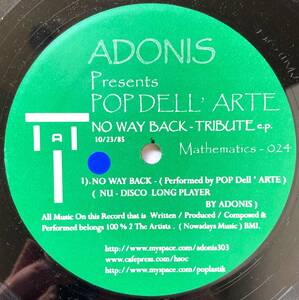 ADONIS
Presents
POP DELL' ARTE
NO WAY BACK - TRIBUTE e.p.
10/23/85
Mathematics - 024
T A T
1). NO WAY BACK - ( Performed by POP Dell ' ARTE )
( NU - DISCO LONG PLAYER
BY ADONIS )
All Music On this Record that is Written / Produced / Composed &
Performed belongs 100 % 2 The Artists . ( Nowadays Music ) BMI.
http://www.myspace.com/adonis303
www.cafepress.com/hsoc
http://www.myspace.com/poplastik